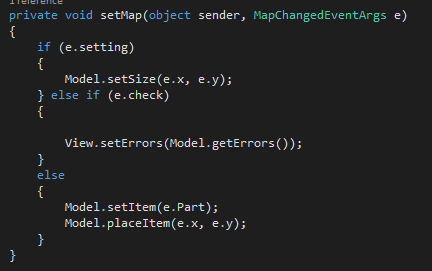 1 reference
private void setMap(object sender, MapChangedEventArgs e)
{
    if (e.setting)
    {
        Model.setSize(e.x, e.y);
    } else if (e.check)
    {

        View.setErrors(Model.getErrors());
    }
    else
    {
        Model.setItem(e.Part);
        Model.placeItem(e.x, e.y);
    }
}